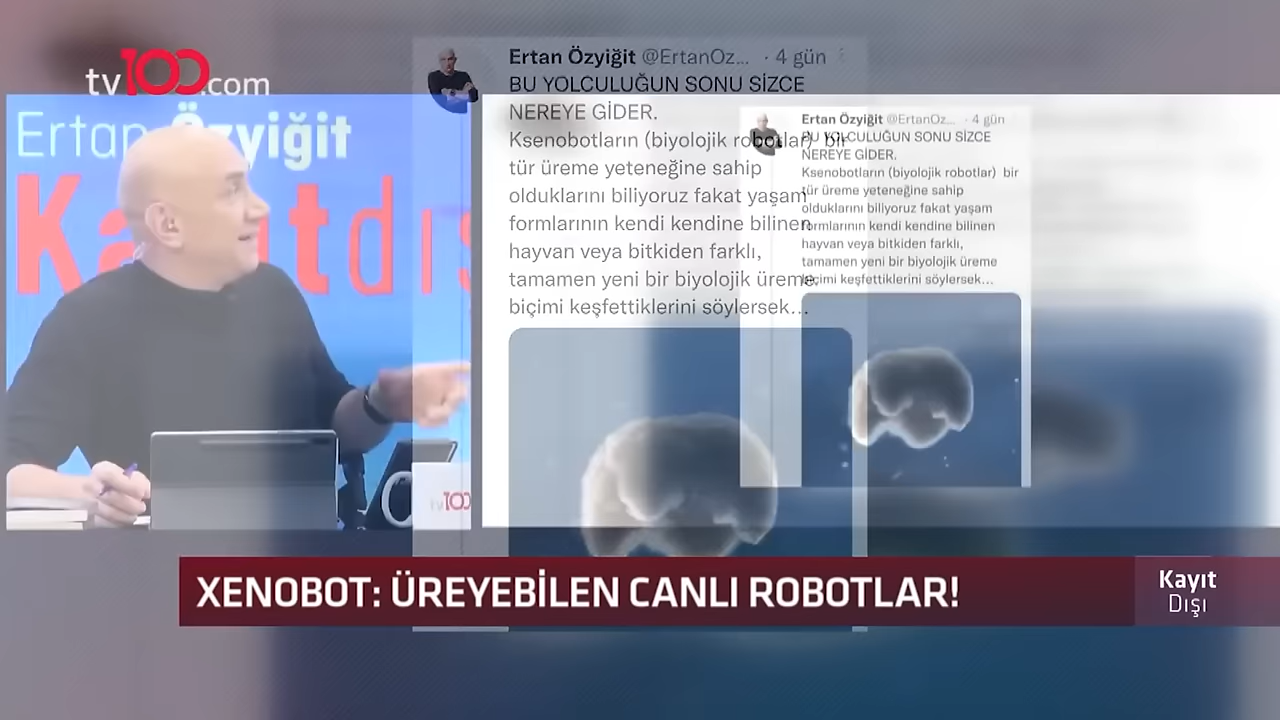 tv100.com
Ertan Özyiğit
Kayıtdış
tv100
Ertan Özyiğit @ErtanOz... · 4 gün
BU YOLCULUĞUN SONU SİZCE
NEREYE GİDER.
Ksenobotların (biyolojik robotlar) bir
tür üreme yeteneğine sahip
olduklarını biliyoruz fakat yaşam
formlarının kendi kendine bilinen
hayvan veya bitkiden farklı,
tamamen yeni bir biyolojik üreme
biçimi keşfettiklerini söylersek...
Ertan Özyiğit @ErtanOz... · 4 gün
BU YOLCULUĞUN SONU SİZCE
NEREYE GİDER.
Ksenobotların (biyolojik robotlar) bir
tür üreme yeteneğine sahip
olduklarını biliyoruz fakat yaşam
formlarının kendi kendine bilinen
hayvan veya bitkiden farklı,
tamamen yeni bir biyolojik üreme
biçimi keşfettiklerini söylersek...
XENOBOT: ÜREYEBİLEN CANLI ROBOTLAR!
Kayıt
Dışı